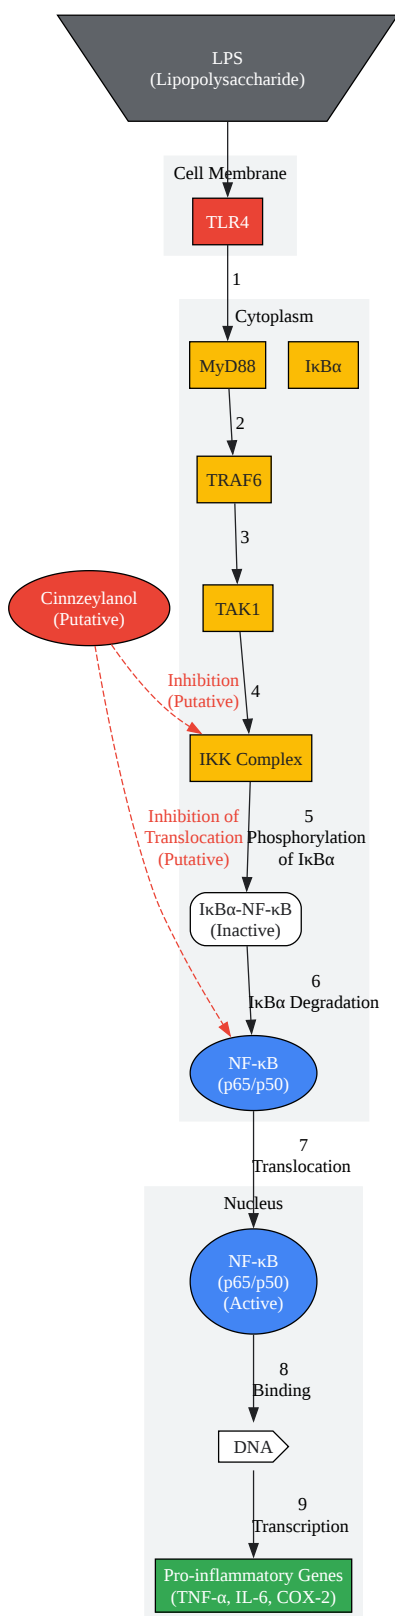 LPS
(Lipopolysaccharide)
Cell Membrane
TLR4
1
Cytoplasm
MyD88
IκBα
2
TRAF6
3
TAK1
Cinnzeylanol
(Putative)
Inhibition
(Putative)
4
IKK Complex
Inhibition of
Translocation
(Putative)
5
Phosphorylation
of IκBα
IκBα-NF-κB
(Inactive)
6
IκBα Degradation
NF-κB
(p65/p50)
7
Translocation
Nucleus
NF-κB
(p65/p50)
(Active)
8
Binding
DNA
9
Transcription
Pro-inflammatory Genes
(TNF-α, IL-6, COX-2)